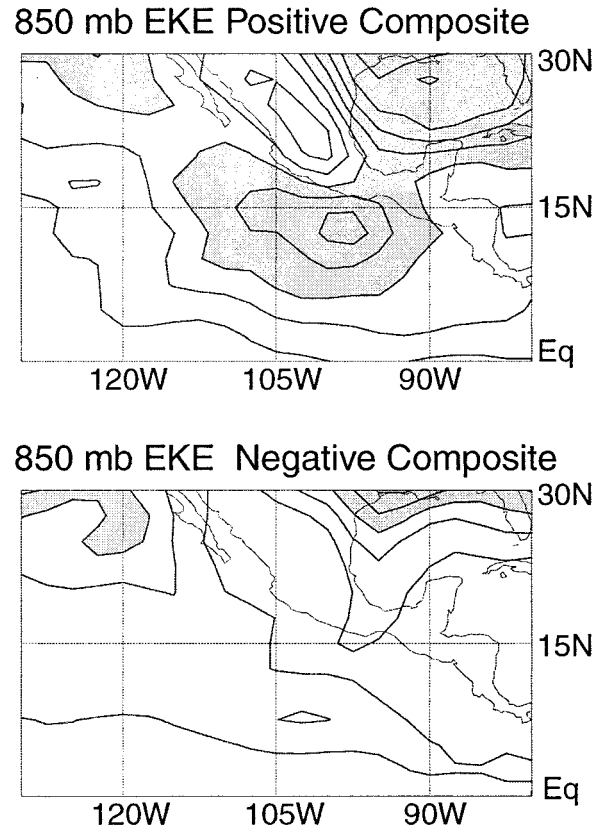 850 mb EKE Positive Composite
30N
15N
Eq
120W 105W 90W
850 mb EKE Negative Composite
30N
15N
Eq
120W 105W 90W